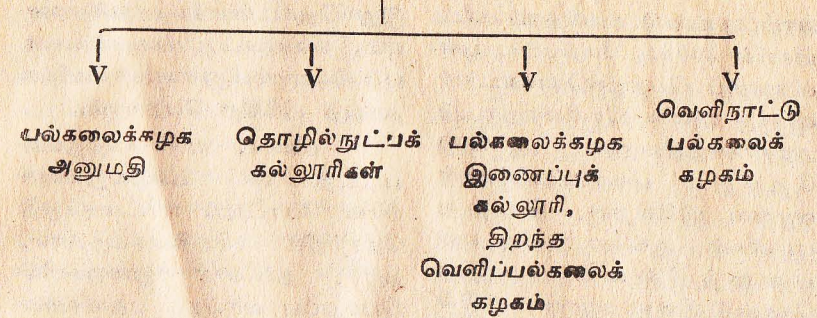 V V V V
பல்கலைக்கழக அனுமதி
தொழில்நுட்பக் கல்லூரிகள்
பல்கலைக்கழக
இணைப்புக்
கல்லூரி,
திறந்த
வெளிப்பல்கலைக்
கழகம்
வெளிநாட்டு
பல்கலைக்
கழகம்